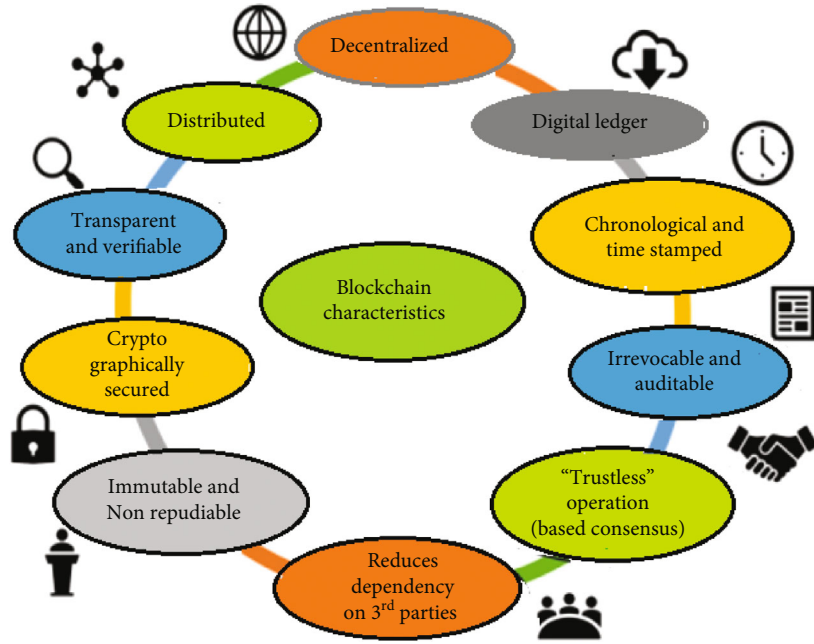 Decentralized
Digital ledger
Chronological and
time stamped
Irrevocable and
auditable
“Trustless”
operation
(based consensus)
Reduces
dependency
on 3rd parties
Immutable and
Non repudiable
Crypto
graphically
secured
Transparent
and verifiable
Distributed
Blockchain
characteristics